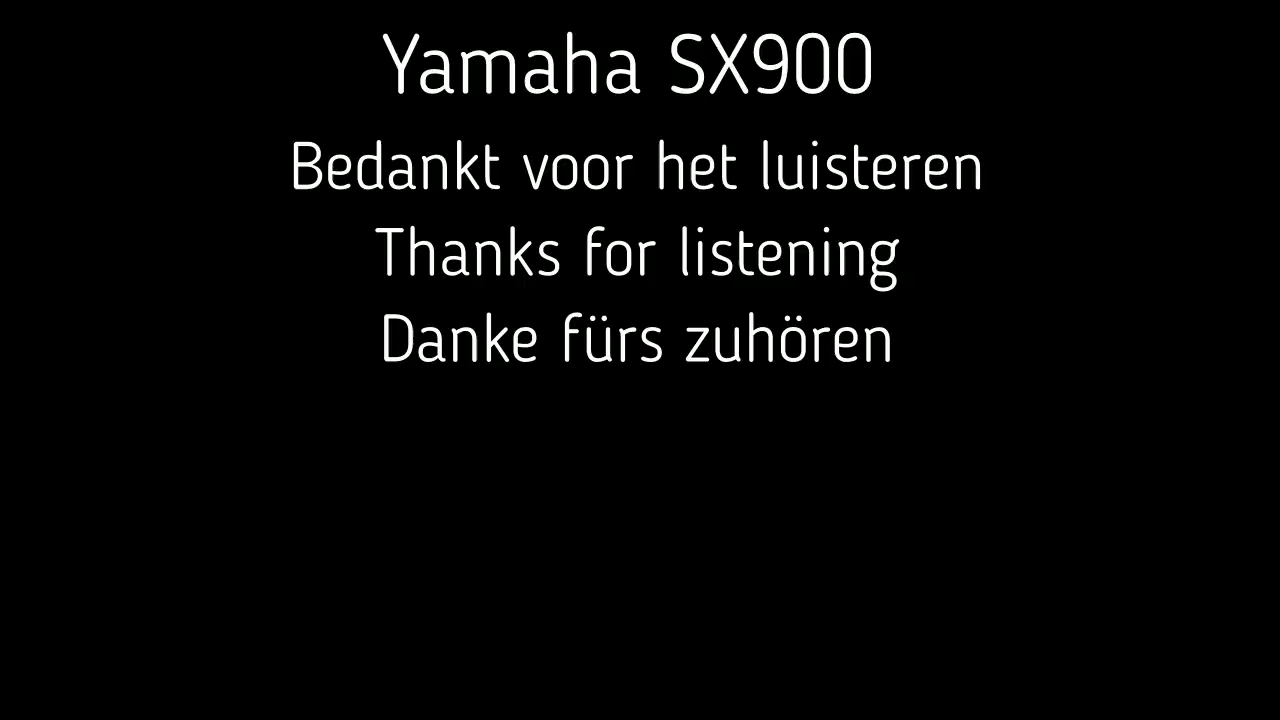 Yamaha SX900
Bedankt voor het luisteren
Thanks for listening
Danke fürs zuhören